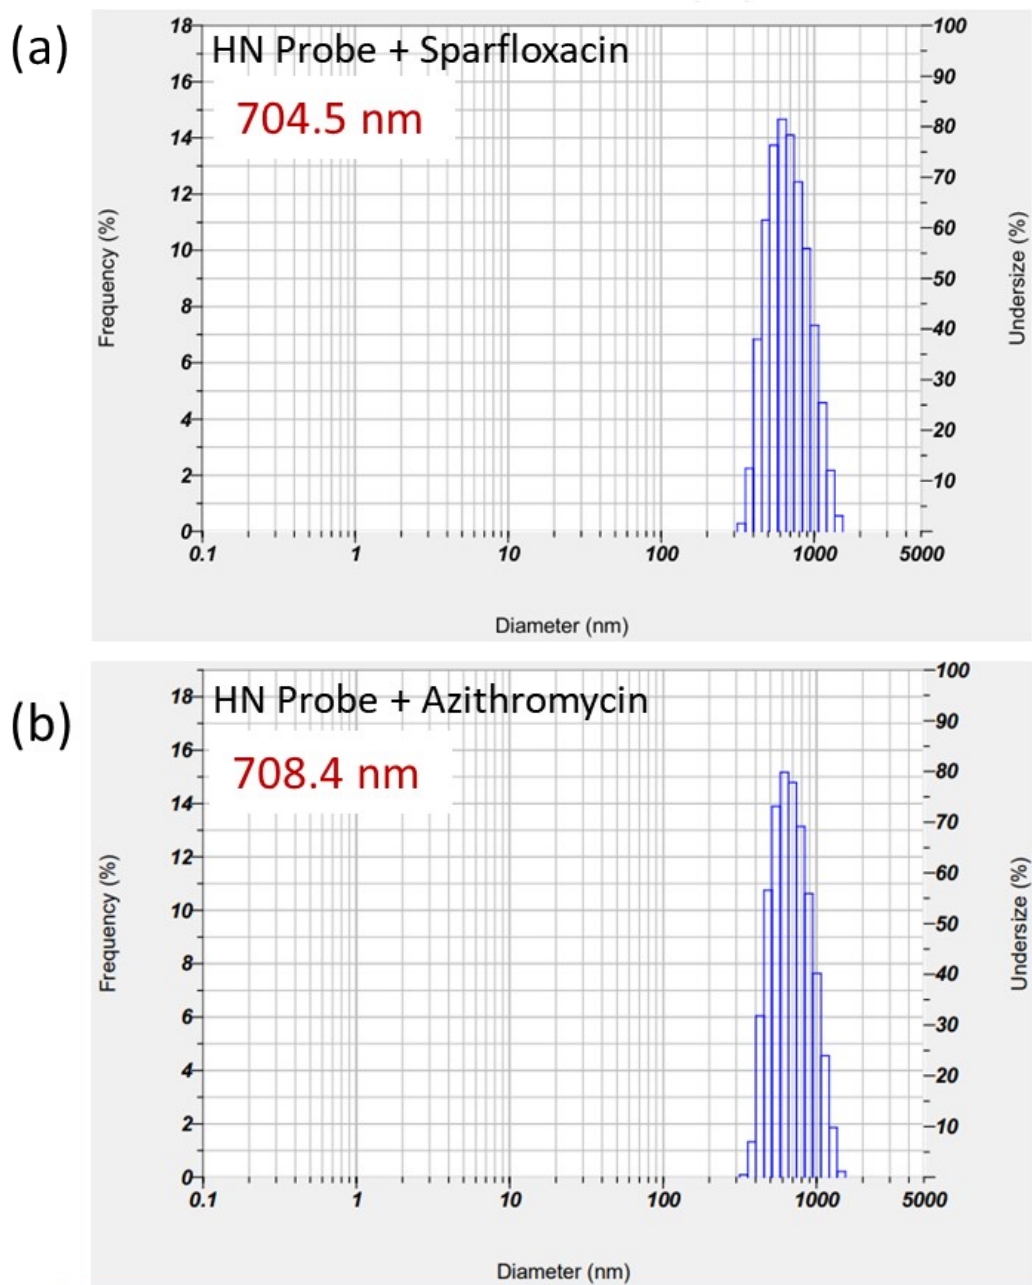 (a)
HN Probe + Sparfloxacin
704.5 nm
Frequency (%)
18
16
14
12
10
8
6
4
2
0
Undersize (%)
100
90
80
70
60
50
40
30
20
10
0.1 1 10 100 1000 5000
Diameter (nm)
(b)
HN Probe + Azithromycin
708.4 nm
Frequency (%)
18
16
14
12
10
8
6
4
2
0
Undersize (%)
100
90
80
70
60
50
40
30
20
10
0.1 1 10 100 1000 5000
Diameter (nm)